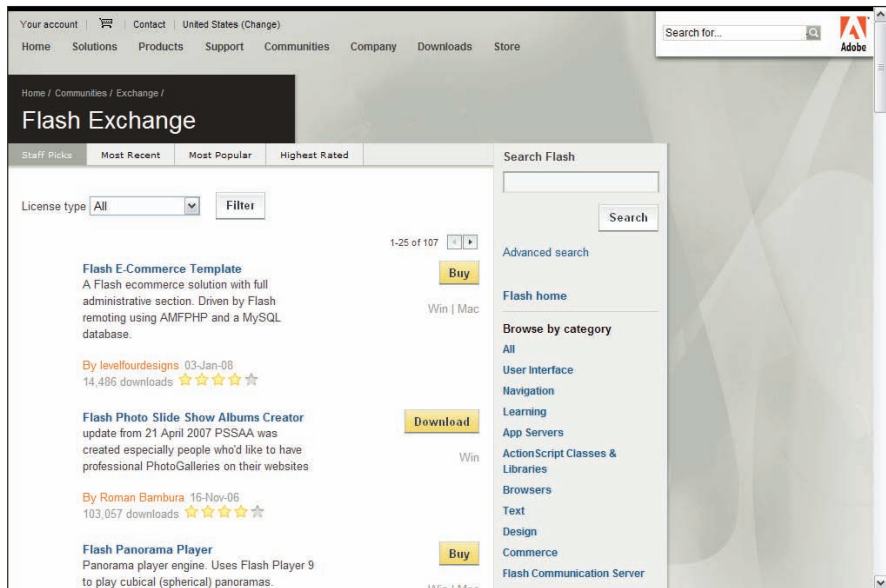 Your account | Contact | United States (Change)
Home Solutions Products Support Communities Company Downloads Store
Search for...
Adobe
Home / Communities / Exchange /
Flash Exchange
Staff Picks Most Recent Most Popular Highest Rated
License type All Filter
1-25 of 107
Flash E-Commerce Template
Buy
A Flash ecommerce solution with full
administrative section. Driven by Flash
remoting using AMFPHP and a MySQL
database.
Win | Mac
By levelfourdesigns 03-Jan-08
14,486 downloads
Flash Photo Slide Show Albums Creator
Download
update from 21 April 2007 PSSAA was
created especially people who'd like to have
professional PhotoGalleries on their websites
Win
By Roman Bambura 16-Nov-06
103,057 downloads
Flash Panorama Player
Buy
Panorama player engine. Uses Flash Player 9
to play cubical (spherical) panoramas.
Win | Mac
Search Flash
Search
Advanced search
Flash home
Browse by category
All
User Interface
Navigation
Learning
App Servers
ActionScript Classes &
Libraries
Browsers
Text
Design
Commerce
Flash Communication Server